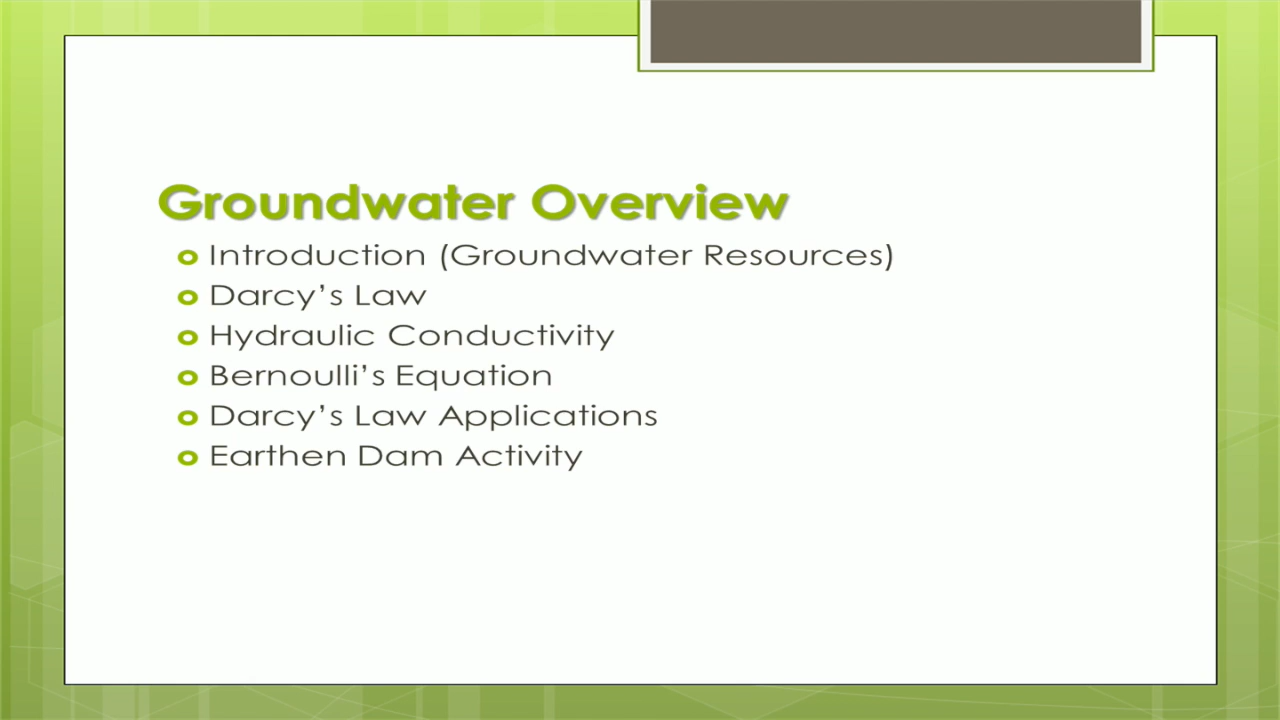 Groundwater Overview
Introduction (Groundwater Resources)
Darcy’s Law
Hydraulic Conductivity
Bernoulli’s Equation
Darcy’s Law Applications
Earthen Dam Activity